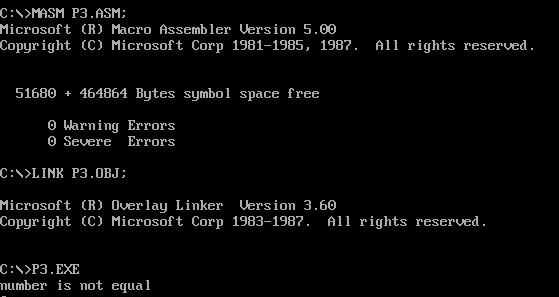 C:\>MASM P3.ASM;
Microsoft (R) Macro Assembler Version 5.00
Copyright (C) Microsoft Corp 1981-1985, 1987.  All rights reserved.
51680 + 464864 Bytes symbol space free
0 Warning Errors
0 Severe  Errors
C:\>LINK P3.OBJ;
Microsoft (R) Overlay Linker  Version 3.60
Copyright (C) Microsoft Corp 1983-1987.  All rights reserved.
C:\>P3.EXE
number is not equal